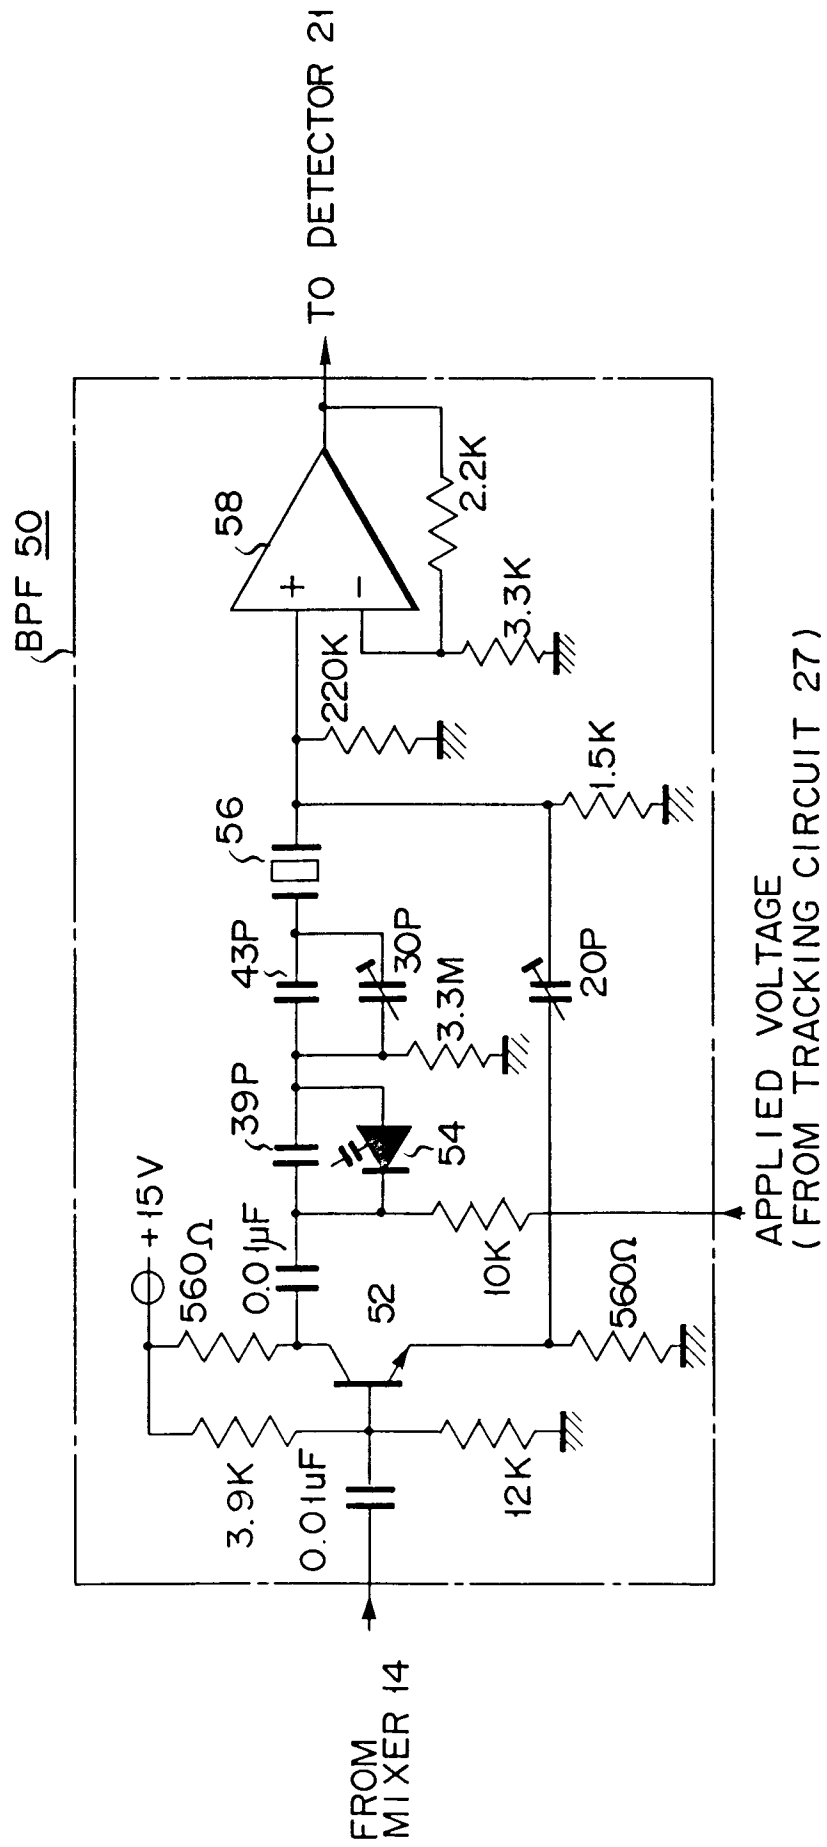 BPF 50
FROM
MIXER 14
3.9K
0.01μF
560Ω
+15V
52
12K
560Ω
0.01μF
10K
39P
54
43P
30P
3.3M
20P
56
220K
1.5K
58
+
−
2.2K
3.3K
TO DETECTOR 21
APPLIED VOLTAGE
(FROM TRACKING CIRCUIT 27)